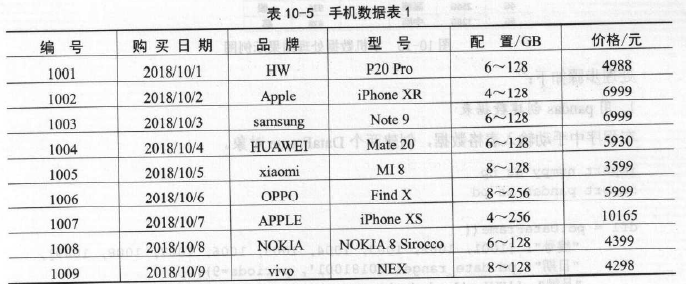 表 10-5 手机数据表 1
编 号 购 买 日 期 品 牌 型 号 配 置/GB 价格/元
1001 2018/10/1 HW P20 Pro 6～128 4988
1002 2018/10/2 Apple iPhone XR 4～128 6999
1003 2018/10/3 samsung Note 9 6～128 6999
1004 2018/10/4 HUAWEI Mate 20 6～128 5930
1005 2018/10/5 xiaomi MI 8 8～128 3599
1006 2018/10/6 OPPO Find X 8～256 5999
1007 2018/10/7 APPLE iPhone XS 4～256 10165
1008 2018/10/8 NOKIA NOKIA 8 Sirocco 6～128 4399
1009 2018/10/9 vivo NEX 8～128 4298